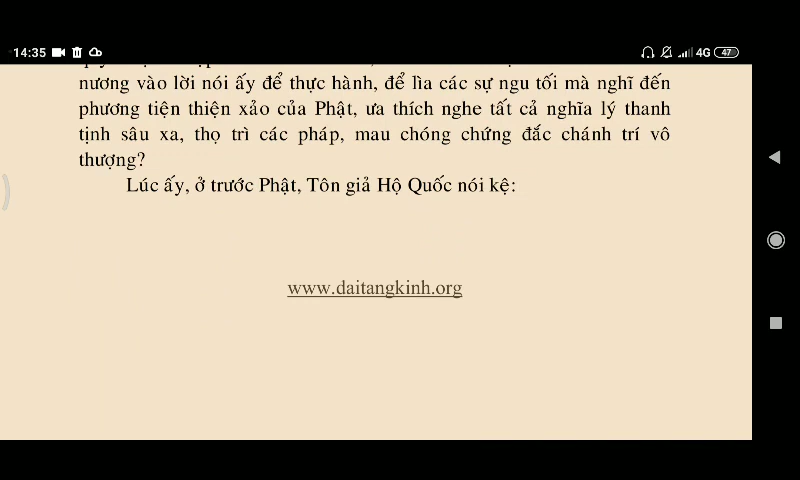 14:35
4G 47
nương vào lời nói ấy để thực hành, để lìa các sự ngu tối mà nghĩ đến
phương tiện thiện xảo của Phật, ưa thích nghe tất cả nghĩa lý thanh
tịnh sâu xa, thọ trì các pháp, mau chóng chứng đắc chánh trí vô
thượng?
Lúc ấy, ở trước Phật, Tôn giả Hộ Quốc nói kệ:
www.daitangkinh.org